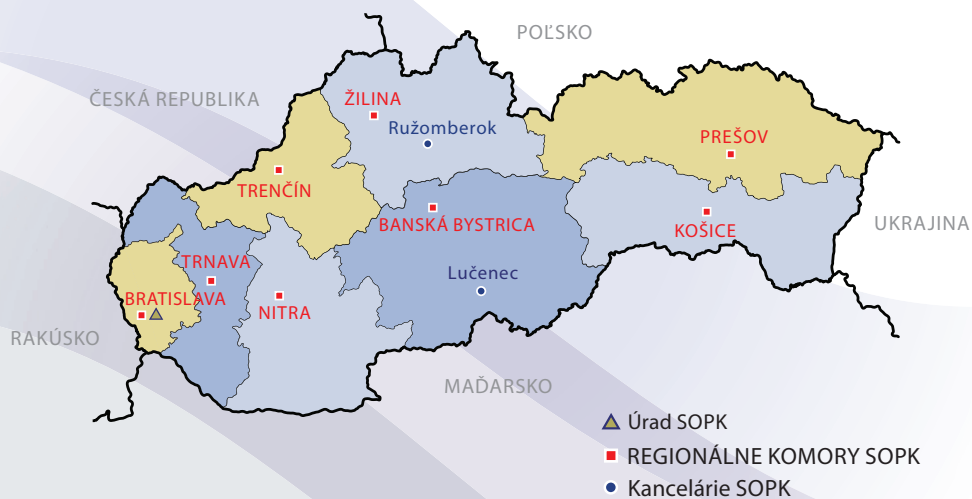 POĽSKO
ČESKÁ REPUBLIKA
ŽILINA
Ružomberok
PREŠOV
TRENČÍN
BANSKÁ BYSTRICA
KOŠICE
UKRAJINA
TRNAVA
Lučenec
BRATISLAVA
NITRA
RAKÚSKO
MAĎARSKO
Úrad SOPK
REGIONÁLNE KOMORY SOPK
Kancelárie SOPK